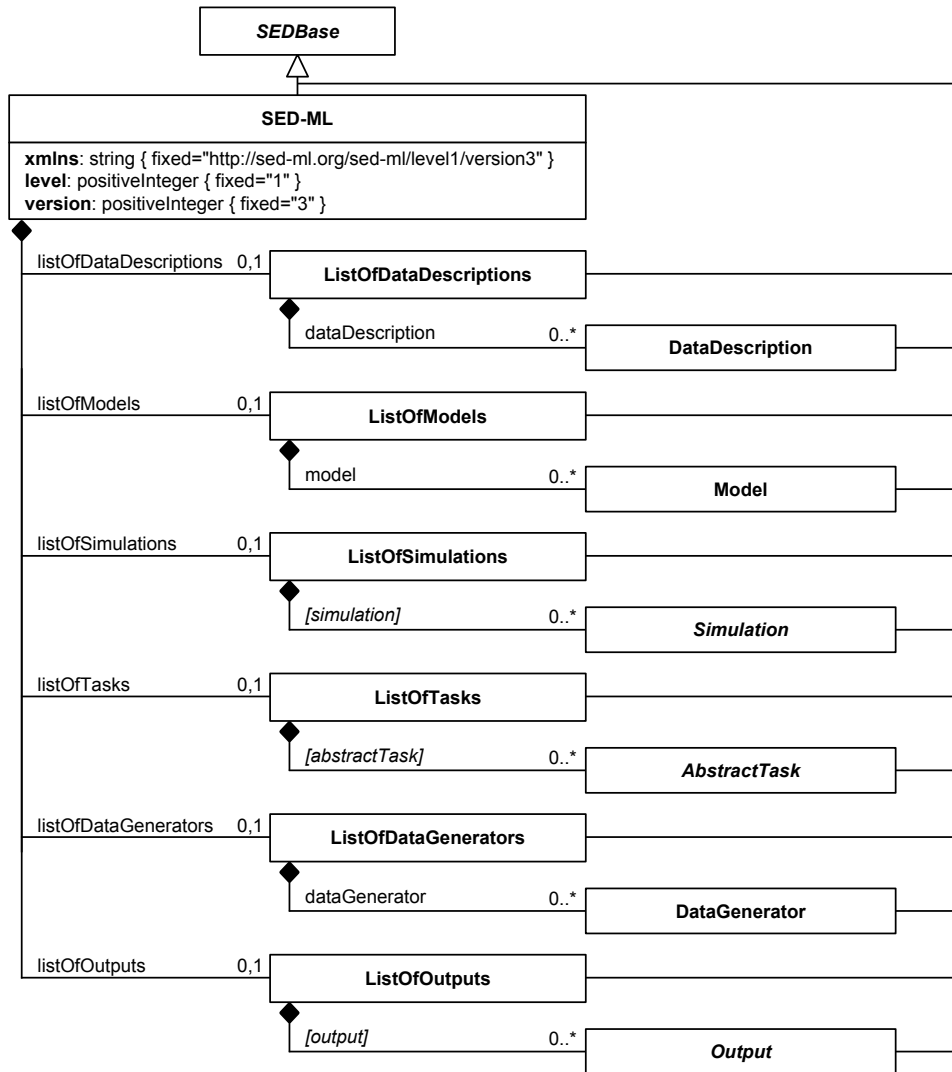 SEDBase
SED-ML
xmlns: string { fixed="http://sed-ml.org/sed-ml/level1/version3" }
level: positiveInteger { fixed="1" }
version: positiveInteger { fixed="3" }
listOfDataDescriptions 0,1
ListOfDataDescriptions
dataDescription 0..*
DataDescription
listOfModels 0,1
ListOfModels
model 0..*
Model
listOfSimulations 0,1
ListOfSimulations
[simulation] 0..*
Simulation
listOfTasks 0,1
ListOfTasks
[abstractTask] 0..*
AbstractTask
listOfDataGenerators 0,1
ListOfDataGenerators
dataGenerator 0..*
DataGenerator
listOfOutputs 0,1
ListOfOutputs
[output] 0..*
Output